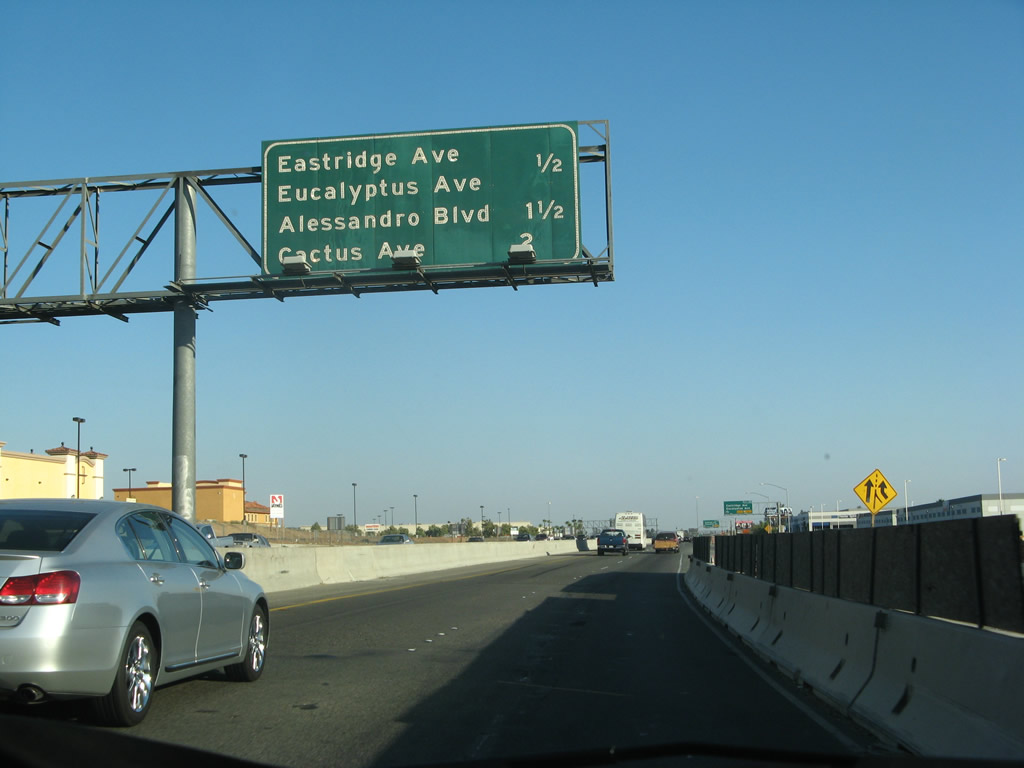 Eastridge Ave
Eucalyptus Ave 1/2
Alessandro Blvd 1 1/2
Cactus Ave 2